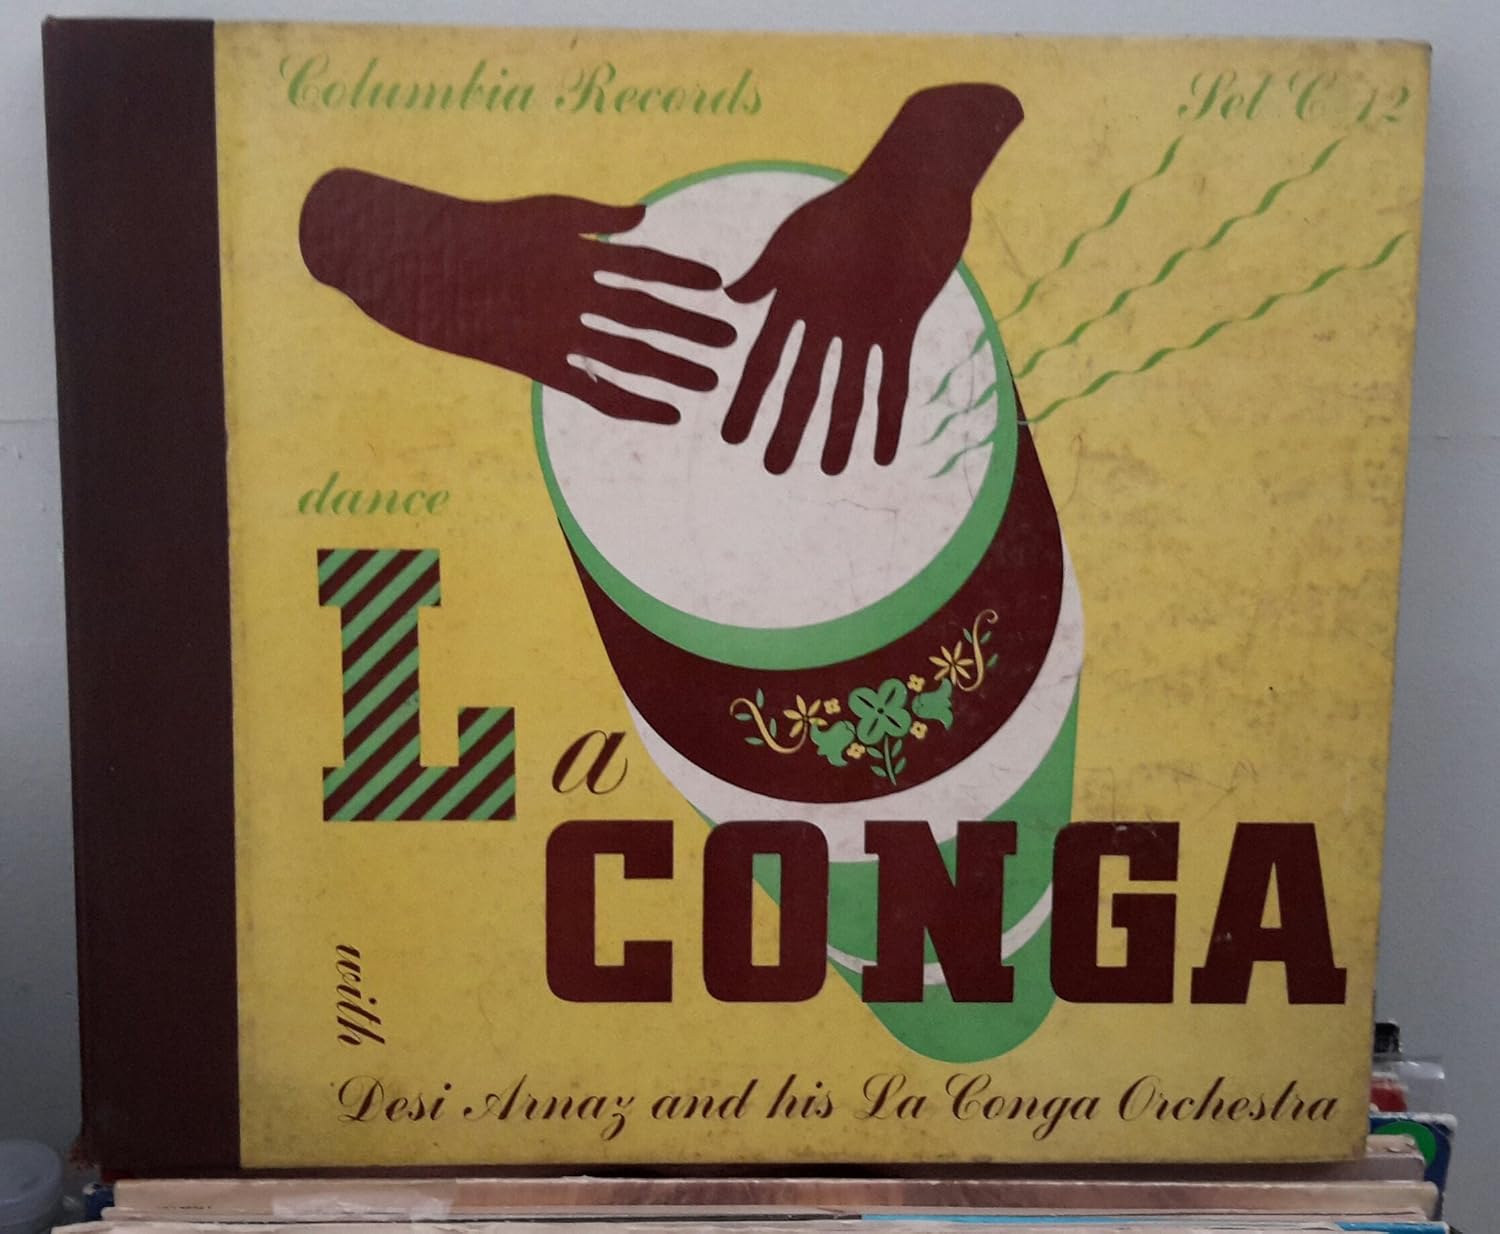 Columbia Records
Set C 12
dance
La
CONGA
with
Desi Arnaz and his La Conga Orchestra